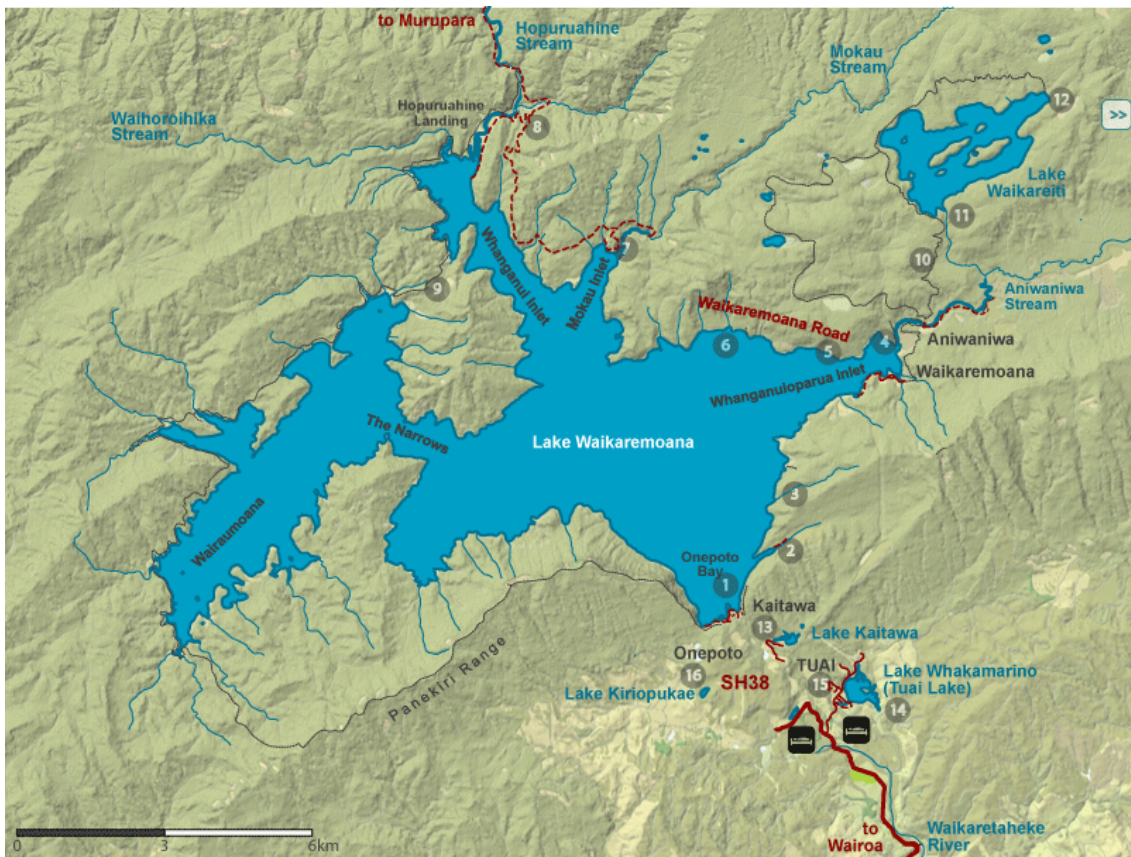 to Murupara
Hopuruahine
Stream
Mokau
Stream
12
>>
Hopuruahine
Landing
Waihoroihika
Stream
8
Lake
Waikareiti
11
Whanganui Inlet
Mokau Inlet
7
10
9
Aniwaniwa
Stream
Waikaremoana Road
6
5
4
Aniwaniwa
Whanganuioparua Inlet
Waikaremoana
The Narrows
Lake Waikaremoana
3
Wairaumoana
2
Onepoto
Bay
1
Kaitawa
13
Lake Kaitawa
Panekiri Range
Onepoto
16
SH38
TUAI
15
Lake Whakamarino
(Tuai Lake)
Lake Kiriopukae
14
0
3
6km
to
Wairoa
Waikaretaheke
River